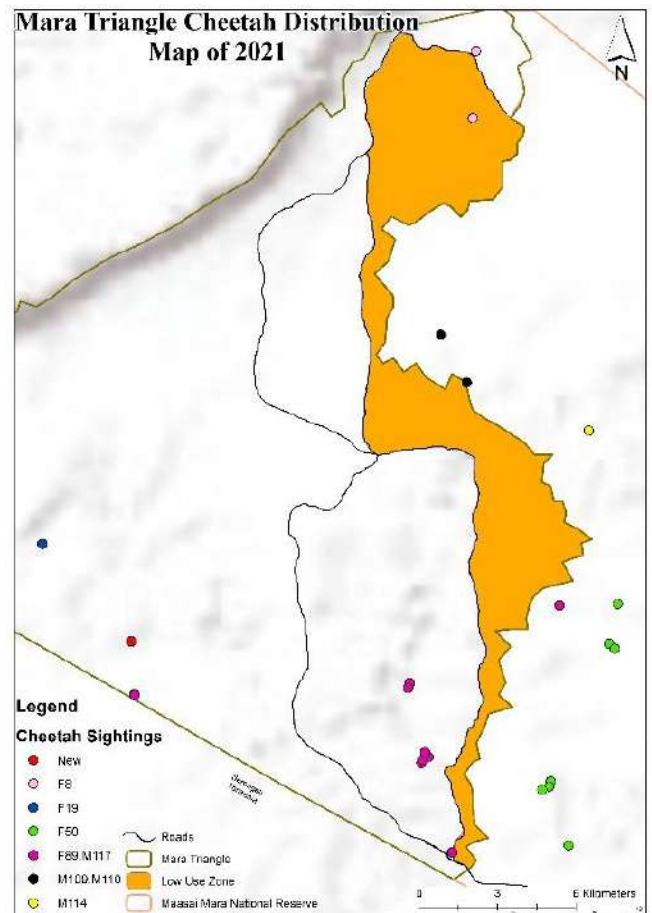 Mara Triangle Cheetah Distribution
Map of 2021
N
Legend
Cheetah Sightings
New
F8
F19
F50
F89.M117
M109.M110
M114
Roads
Mara Triangle
Low Use Zone
Maasai Mara National Reserve
0 3 6 Kilometers